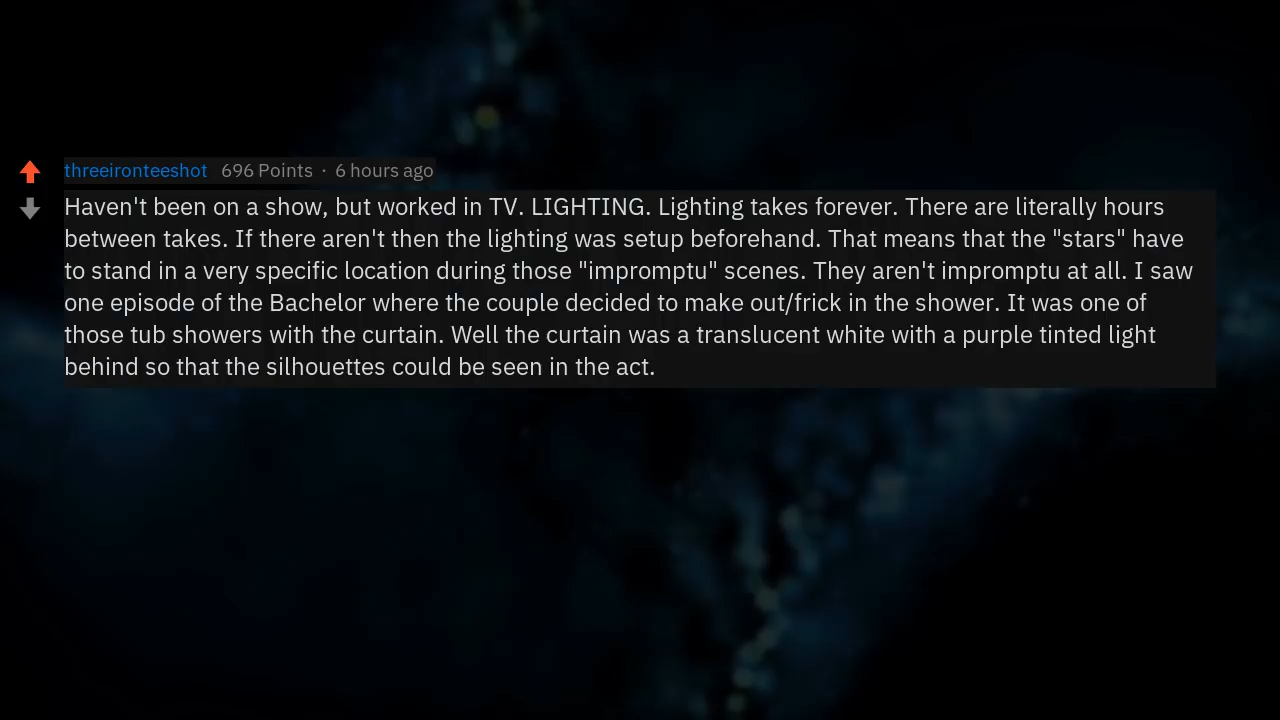 threeironteeshot 696 Points · 6 hours ago
Haven't been on a show, but worked in TV. LIGHTING. Lighting takes forever. There are literally hours
between takes. If there aren't then the lighting was setup beforehand. That means that the "stars" have
to stand in a very specific location during those "impromptu" scenes. They aren't impromptu at all. I saw
one episode of the Bachelor where the couple decided to make out/frick in the shower. It was one of
those tub showers with the curtain. Well the curtain was a translucent white with a purple tinted light
behind so that the silhouettes could be seen in the act.